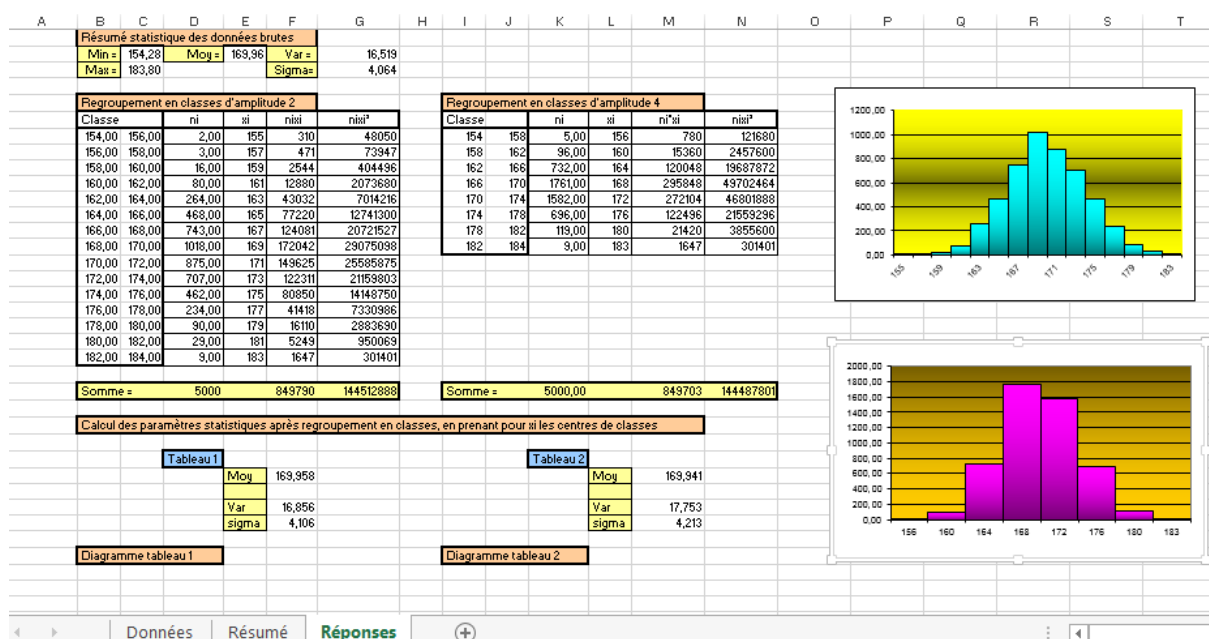 A B C D E F G H I J K L M N O P Q R S T
Résumé statistique des données brutes
Min = 154,28 Moy = 169,96 Var = 16,519
Max = 183,80 Sigma= 4,064
Regroupement en classes d'amplitude 2
Classe ni xi nixi nixi²
154,00 156,00 2,00 155 310 48050
156,00 158,00 3,00 157 471 73947
158,00 160,00 16,00 159 2544 404496
160,00 162,00 80,00 161 12880 2073680
162,00 164,00 264,00 163 43032 7014216
164,00 166,00 468,00 165 77220 12741300
166,00 168,00 743,00 167 124081 20721527
168,00 170,00 1018,00 169 172042 29075098
170,00 172,00 875,00 171 149625 25585875
172,00 174,00 707,00 173 122311 21159803
174,00 176,00 462,00 175 80850 14148750
176,00 178,00 234,00 177 41418 7330986
178,00 180,00 90,00 179 16110 2883690
180,00 182,00 29,00 181 5249 950069
182,00 184,00 9,00 183 1647 301401
Somme = 5000 849790 144512888
Regroupement en classes d'amplitude 4
Classe ni xi ni*xi nixi²
154 158 5,00 156 780 121680
158 162 96,00 160 15360 2457600
162 166 732,00 164 120048 19687872
166 170 1761,00 168 295848 49702464
170 174 1582,00 172 272104 46801888
174 178 696,00 176 122496 21559296
178 182 119,00 180 21420 3855600
182 184 9,00 183 1647 301401
Somme = 5000,00 849703 144487801
Calcul des paramètres statistiques après regroupement en classes, en prenant pour xi les centres de classes
Tableau 1
Moy 169,958
Var 16,856
sigma 4,106
Tableau 2
Moy 169,941
Var 17,753
sigma 4,213
Diagramme tableau 1
Diagramme tableau 2
1200,00
1000,00
800,00
600,00
400,00
200,00
0,00
155 159 163 167 171 175 179 183
2000,00
1800,00
1600,00
1400,00
1200,00
1000,00
800,00
600,00
400,00
200,00
0,00
156 160 164 168 172 176 180 183
Données Résumé Réponses